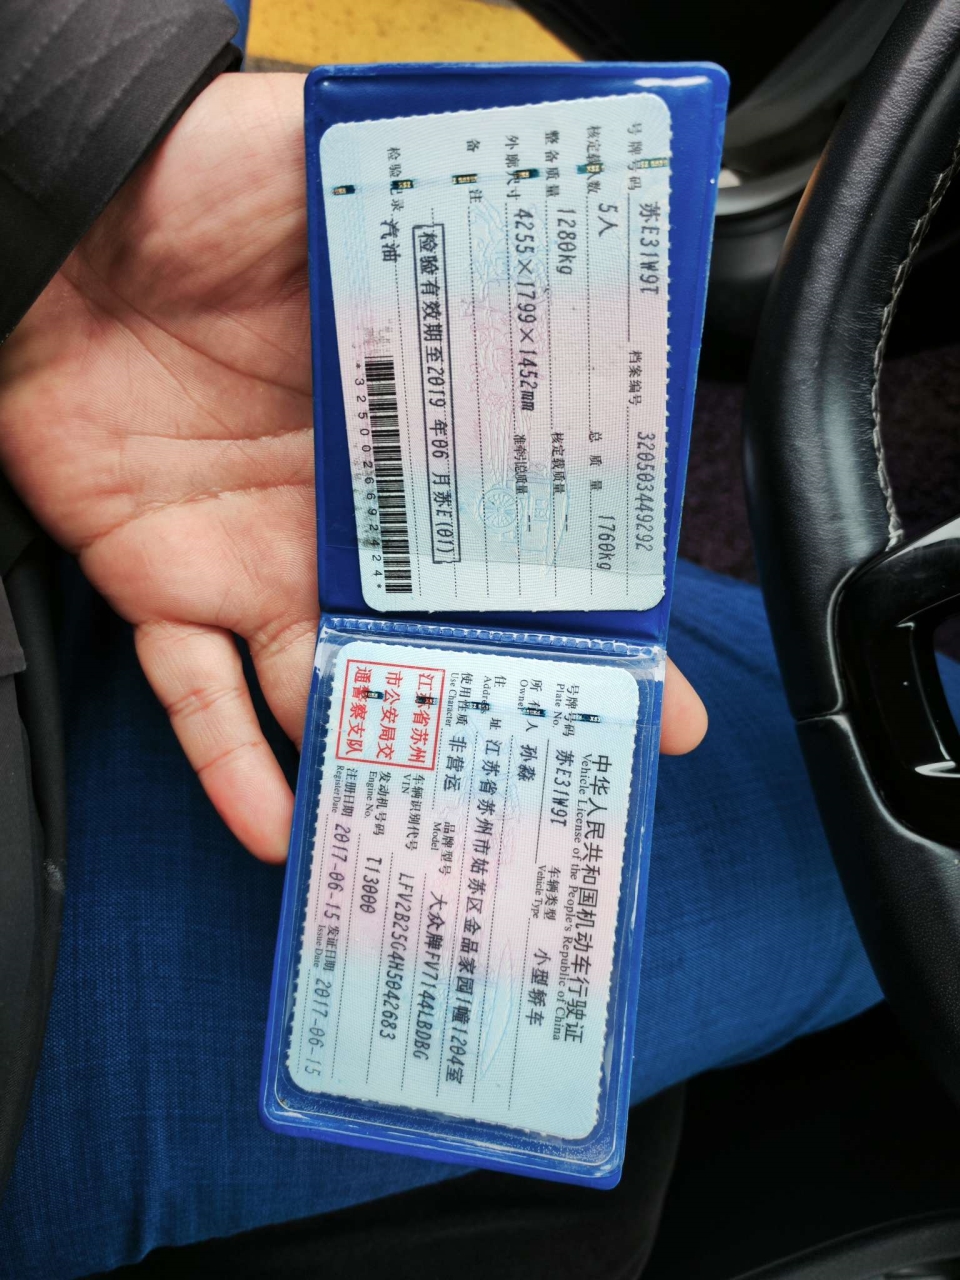 号牌号码 苏E31W9T 档案编号 320503449292
核定载人数 5人 总质量 1760kg
整备质量 1280kg 核定载质量 --
外廓尺寸 4255×1799×1452mm 准牵引总质量 --
备注
检验有效期至2019年06月苏E(01)
检验记录 汽油
*3250026692424*
中华人民共和国机动车行驶证
Vehicle License of the People's Republic of China
号牌号码 苏E31W9T 车辆类型 小型轿车
Plate No. Vehicle Type
所有人 孙淼
Owner
住址 江苏省苏州市姑苏区金品家园1幢1204室
Address
使用性质 非营运 品牌型号 大众牌FV7144LBDBG
Use Character Model
江苏省苏州
市公安局交
通警察支队
车辆识别代号 LFV2B25G4H5042683
VIN
发动机号码 T13000
Engine No.
注册日期 2017-06-15 发证日期 2017-06-15
Register Date Issue Date